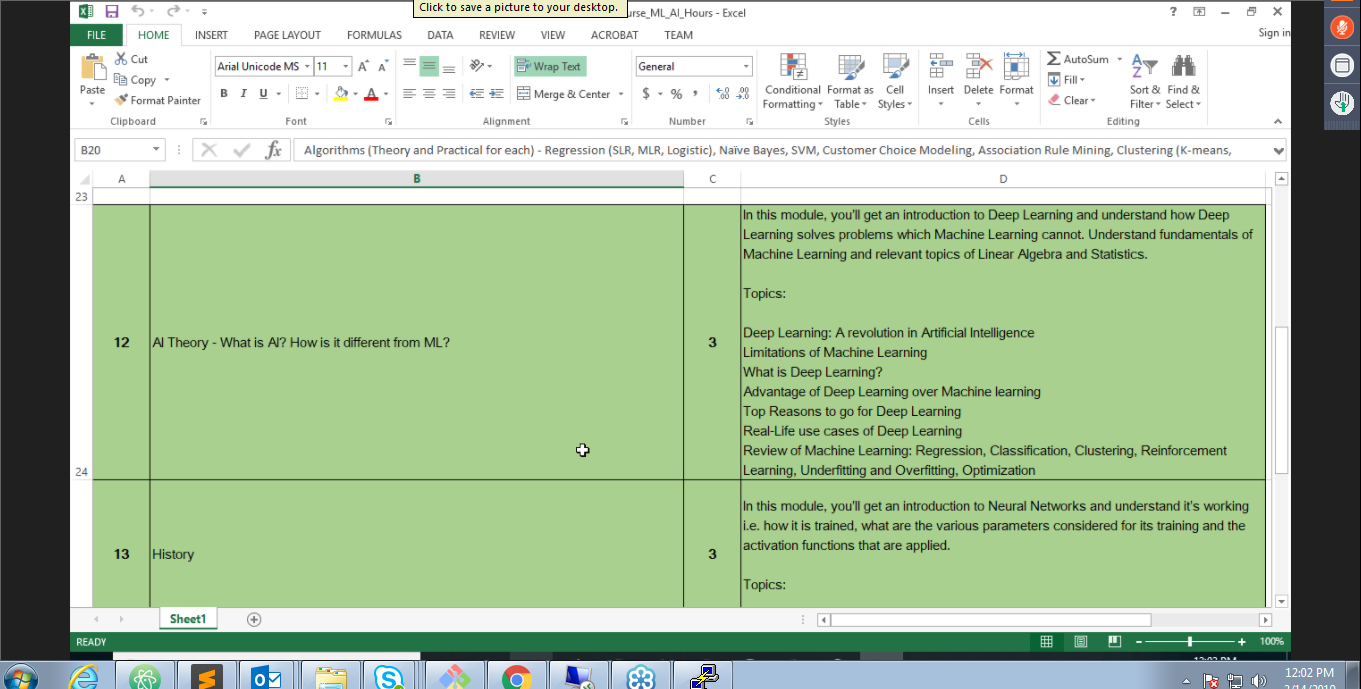 Click to save a picture to your desktop.
urse_ML_AI_Hours - Excel
?
FILE HOME INSERT PAGE LAYOUT FORMULAS DATA REVIEW VIEW ACROBAT TEAM
Sign in
Paste
Cut
Copy
Format Painter
Clipboard
Arial Unicode MS 11
B I U
Font
Wrap Text
Merge & Center
Alignment
General
$ % ,
Number
Conditional Formatting
Format as Table
Cell Styles
Styles
Insert Delete Format
Cells
AutoSum
Fill
Clear
Sort & Filter
Find & Select
Editing
B20
fx
Algorithms (Theory and Practical for each) - Regression (SLR, MLR, Logistic), Naïve Bayes, SVM, Customer Choice Modeling, Association Rule Mining, Clustering (K-means,
A B C D
23
24
12
AI Theory - What is AI? How is it different from ML?
3
In this module, you'll get an introduction to Deep Learning and understand how Deep
Learning solves problems which Machine Learning cannot. Understand fundamentals of
Machine Learning and relevant topics of Linear Algebra and Statistics.
Topics:
Deep Learning: A revolution in Artificial Intelligence
Limitations of Machine Learning
What is Deep Learning?
Advantage of Deep Learning over Machine learning
Top Reasons to go for Deep Learning
Real-Life use cases of Deep Learning
Review of Machine Learning: Regression, Classification, Clustering, Reinforcement
Learning, Underfitting and Overfitting, Optimization
13
History
3
In this module, you'll get an introduction to Neural Networks and understand it's working
i.e. how it is trained, what are the various parameters considered for its training and the
activation functions that are applied.
Topics:
Sheet1
READY
100%
12:02 PM